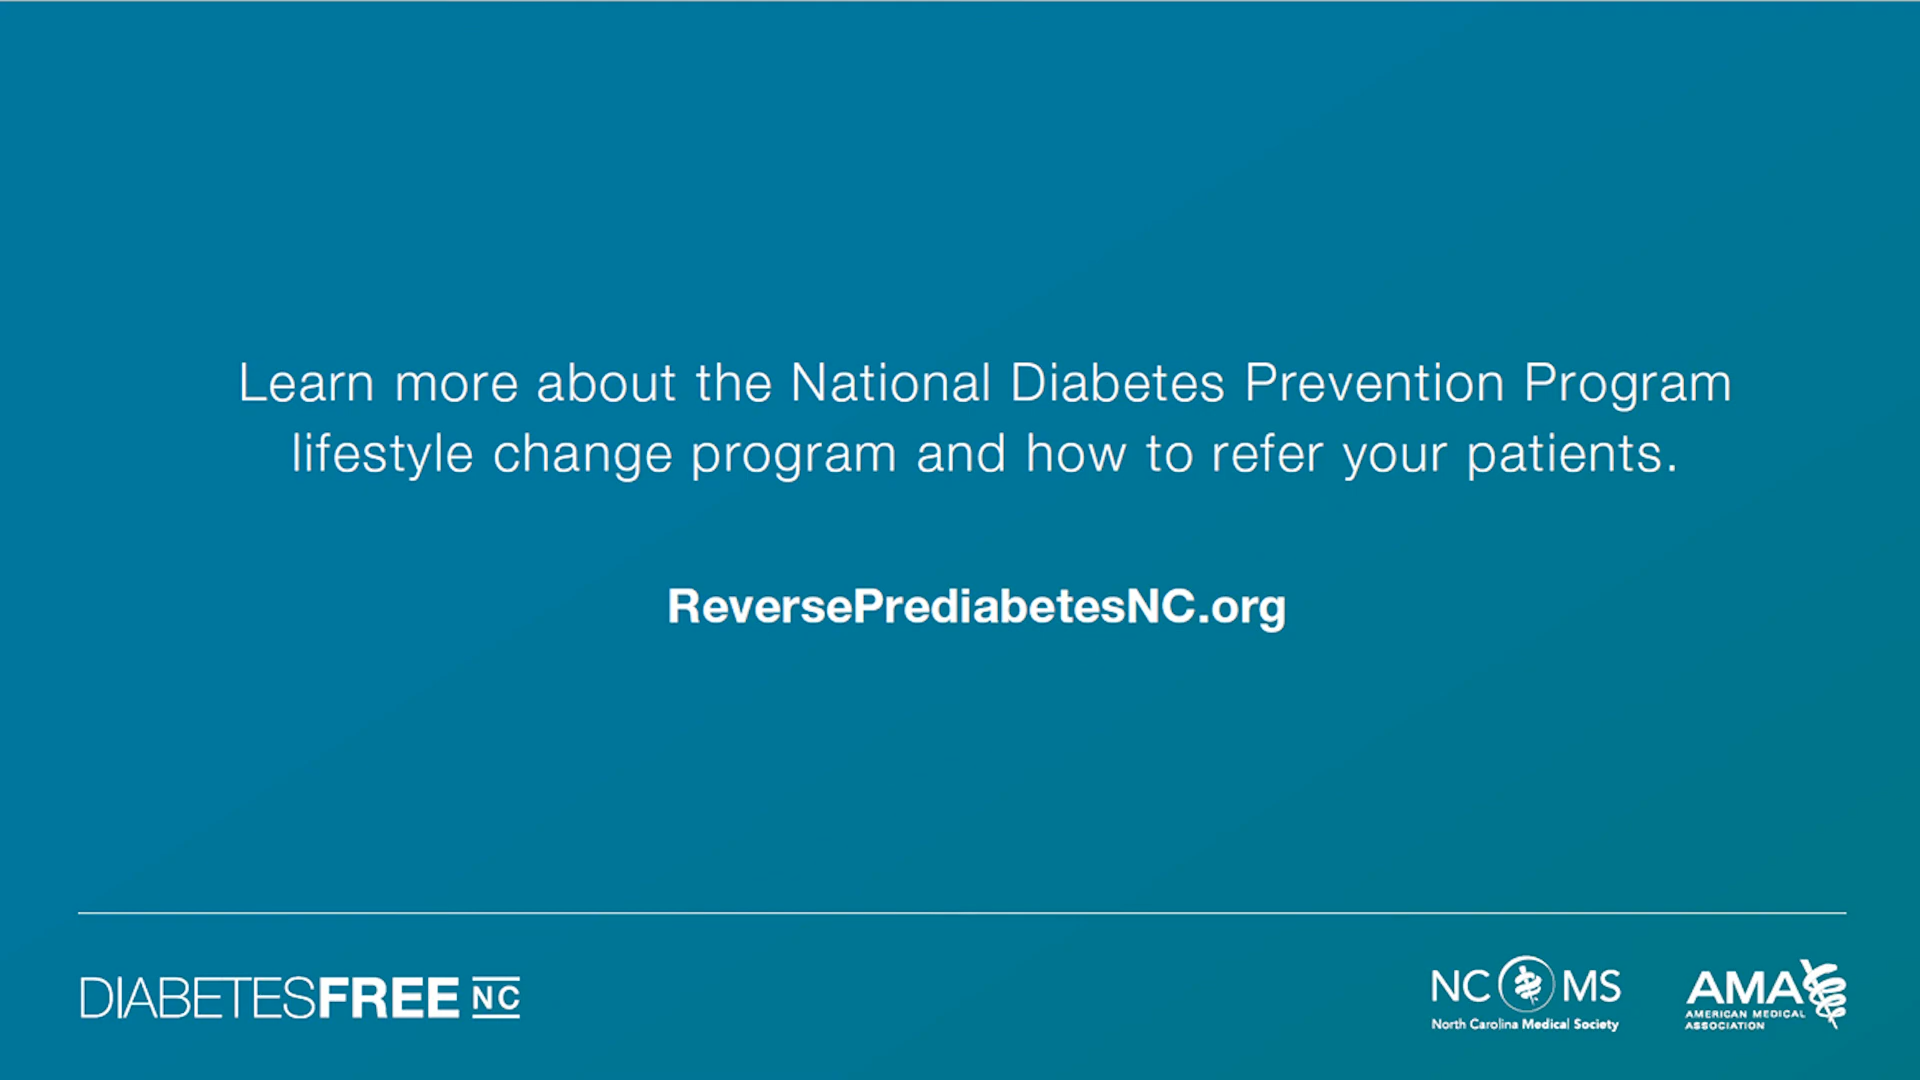 Learn more about the National Diabetes Prevention Program
lifestyle change program and how to refer your patients.
ReversePrediabetesNC.org
DIABETESFREE NC
NC MS
North Carolina Medical Society
AMA
AMERICAN MEDICAL
ASSOCIATION